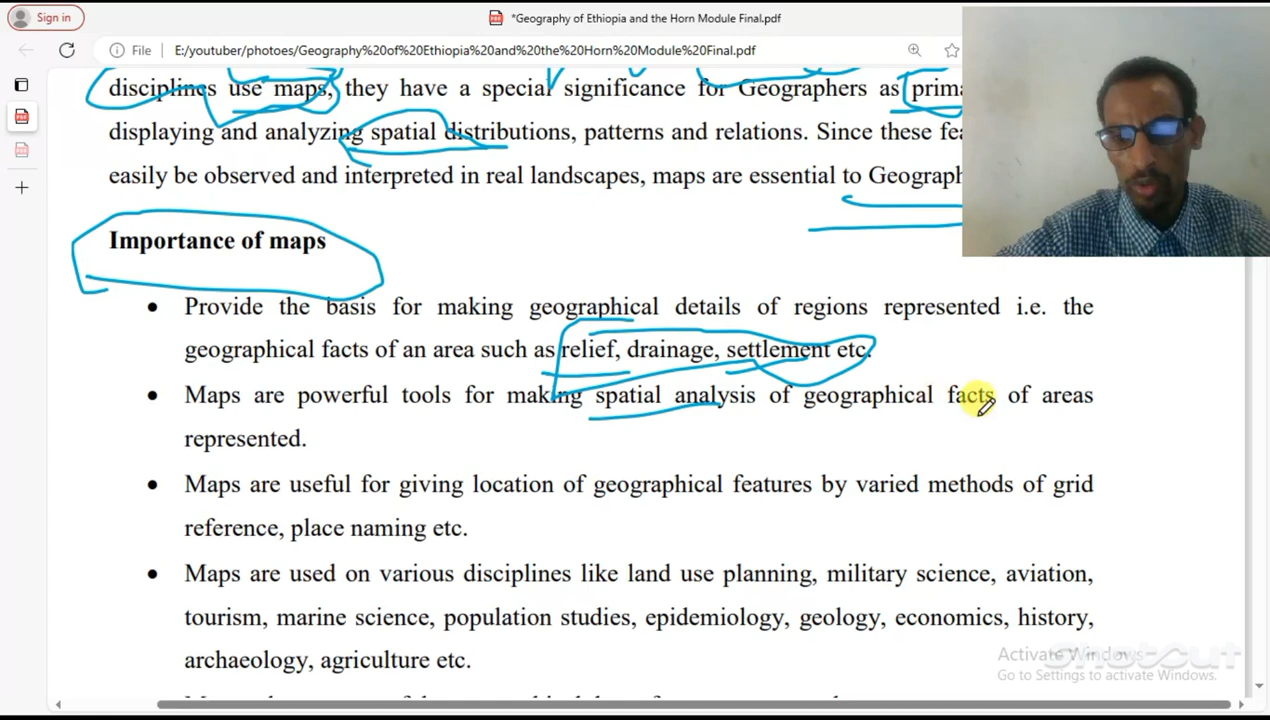 Sign in
*Geography of Ethiopia and the Horn Module Final.pdf
File E:/youtuber/photoes/Geography%20of%20Ethiopia%20and%20the%20Horn%20Module%20Final.pdf
disciplines use maps, they have a special significance for Geographers as
displaying and analyzing spatial distributions, patterns and relations. Since these
easily be observed and interpreted in real landscapes, maps are essential to
Importance of maps
• Provide the basis for making geographical details of regions represented i.e. the
geographical facts of an area such as relief, drainage, settlement etc.
• Maps are powerful tools for making spatial analysis of geographical facts of areas
represented.
• Maps are useful for giving location of geographical features by varied methods of grid
reference, place naming etc.
• Maps are used on various disciplines like land use planning, military science, aviation,
tourism, marine science, population studies, epidemiology, geology, economics, history,
archaeology, agriculture etc.
Activate Windows
Go to Settings to activate Windows.